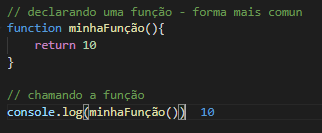 // declarando uma função - forma mais comun
function minhaFunção(){
return 10
}
// chamando a função
console.log(minhaFunção()) 10